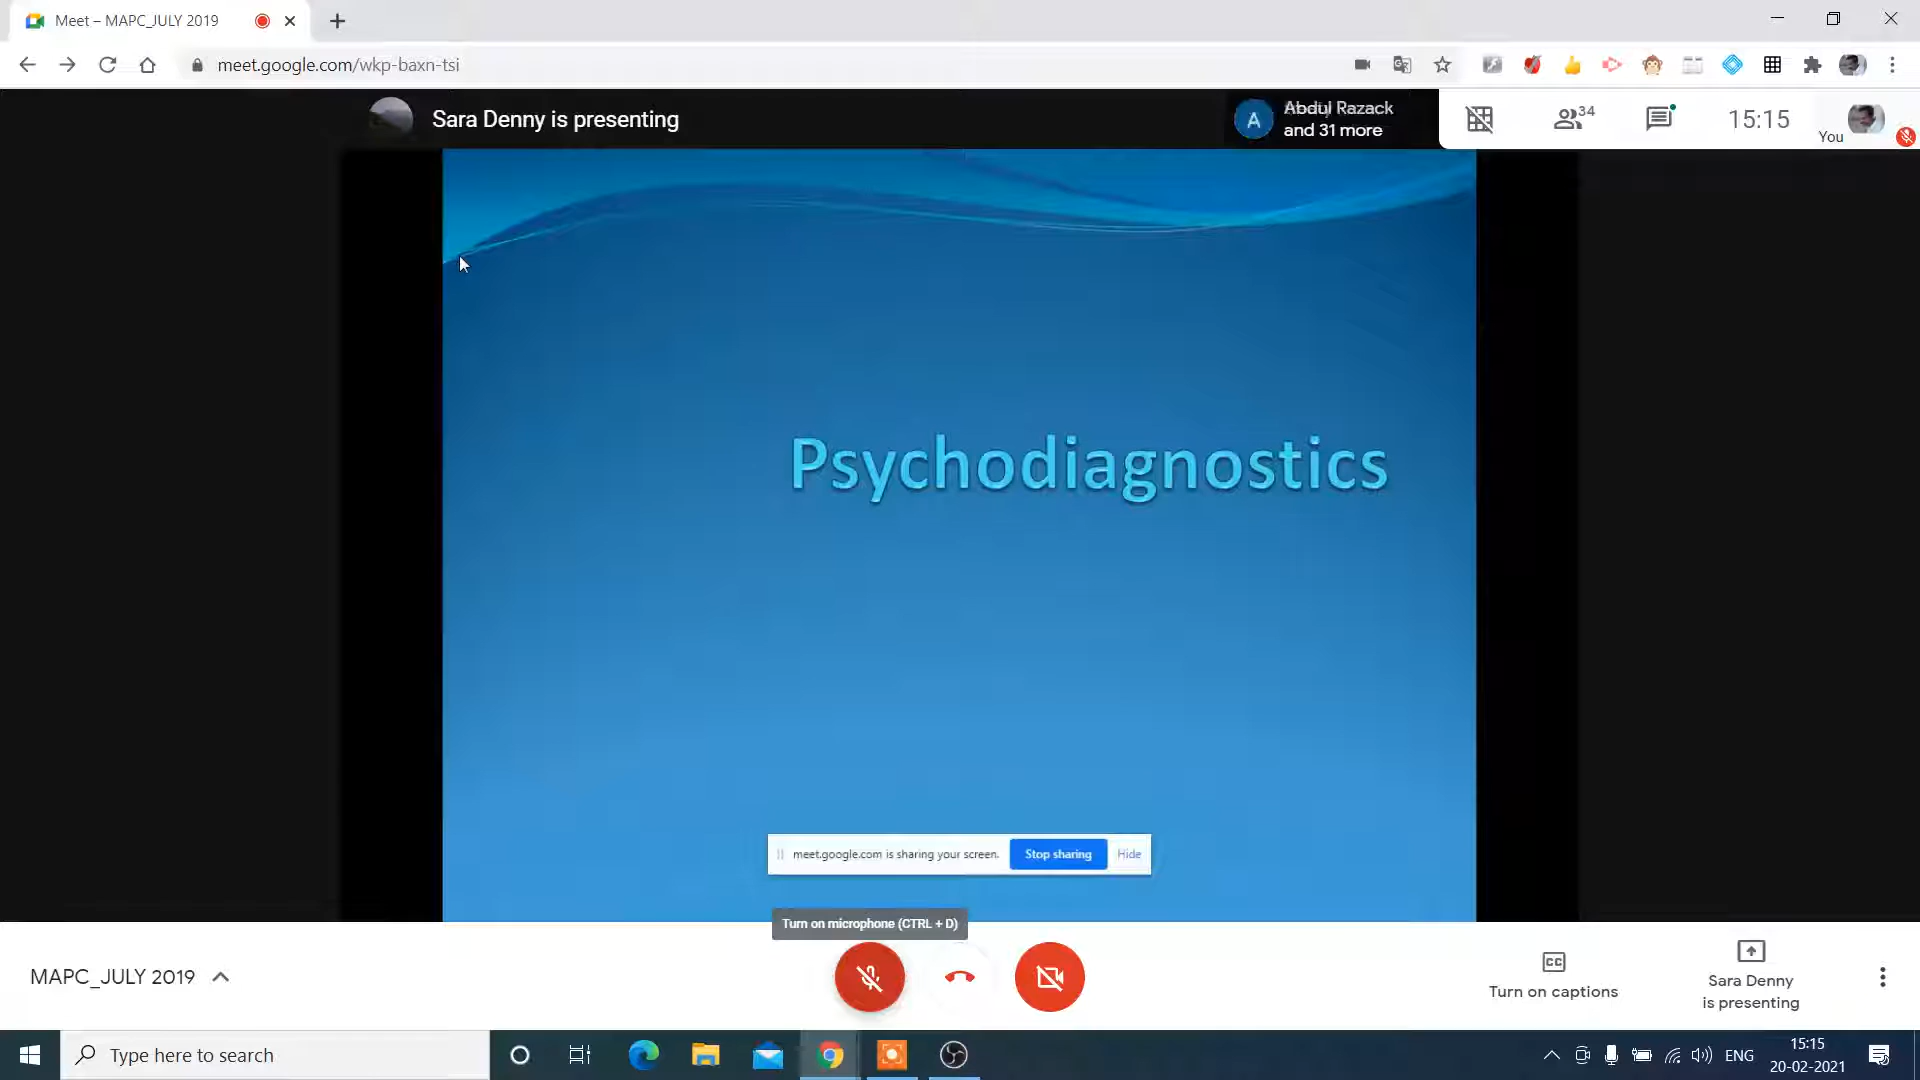 Meet – MAPC_JULY 2019
meet.google.com/wkp-baxn-tsi
Sara Denny is presenting
A
Abdul Razack
and 31 more
34
15:15
You
Psychodiagnostics
meet.google.com is sharing your screen.
Stop sharing
Hide
Turn on microphone (CTRL + D)
MAPC_JULY 2019
CC
Turn on captions
Sara Denny
is presenting
Type here to search
ENG
15:15
20-02-2021